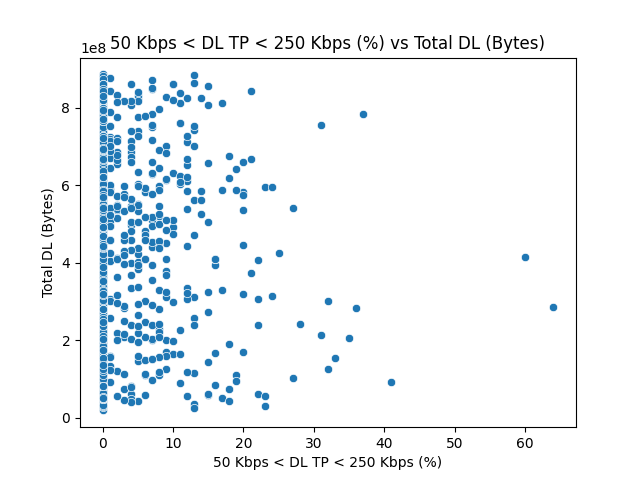 50 Kbps < DL TP < 250 Kbps (%) vs Total DL (Bytes)
1e8
8
6
4
2
0
Total DL (Bytes)
0 10 20 30 40 50 60
50 Kbps < DL TP < 250 Kbps (%)